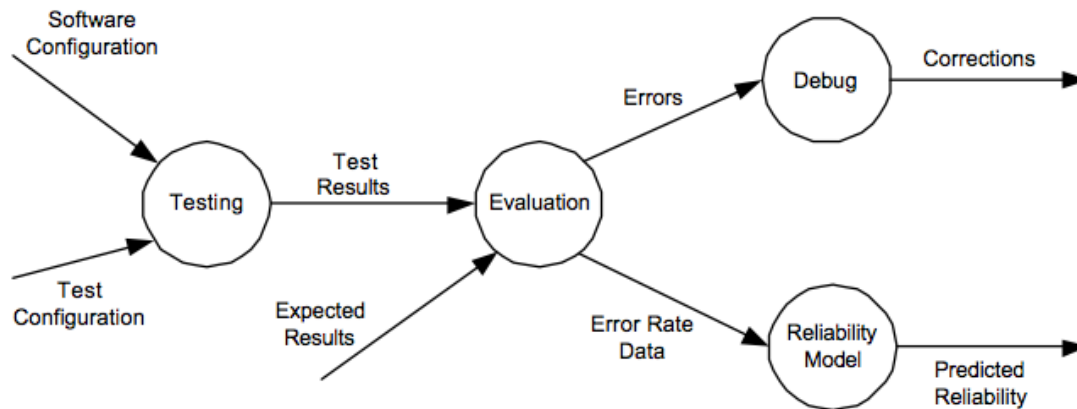 Software
Configuration
Testing
Test
Configuration
Test
Results
Evaluation
Expected
Results
Errors
Debug
Corrections
Error Rate
Data
Reliability
Model
Predicted
Reliability